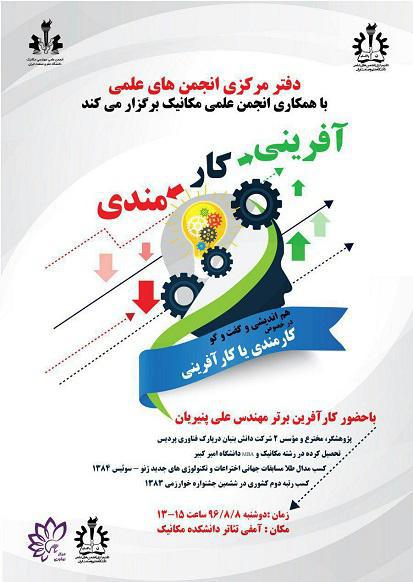 دفتر مرکزی انجمن های علمی
با همکاری انجمن علمی مکانیک برگزار می کند
آفرینی
کار
مندی
هم اندیشی و گفت و گو
در خصوص
کارمندی یا کارآفرینی
باحضور کارآفرین برتر مهندس علی پنیریان
پژوهشگر، مخترع و مؤسس ۲ شرکت دانش بنیان درپارک فناوری پردیس
تحصیل کرده در رشته مکانیک و MBA دانشگاه امیر کبیر
کسب مدال طلا مسابقات جهانی اختراعات و تکنولوژی های جدید ژنو - سوئیس ۱۳۸۴
کسب رتبه دوم کشوری در ششمین جشنواره خوارزمی ۱۳۸۳
زمان :دوشنبه ۹۶/۸/۸ ساعت ۱۵-۱۳
مکان : آمفی تئاتر دانشکده مکانیک